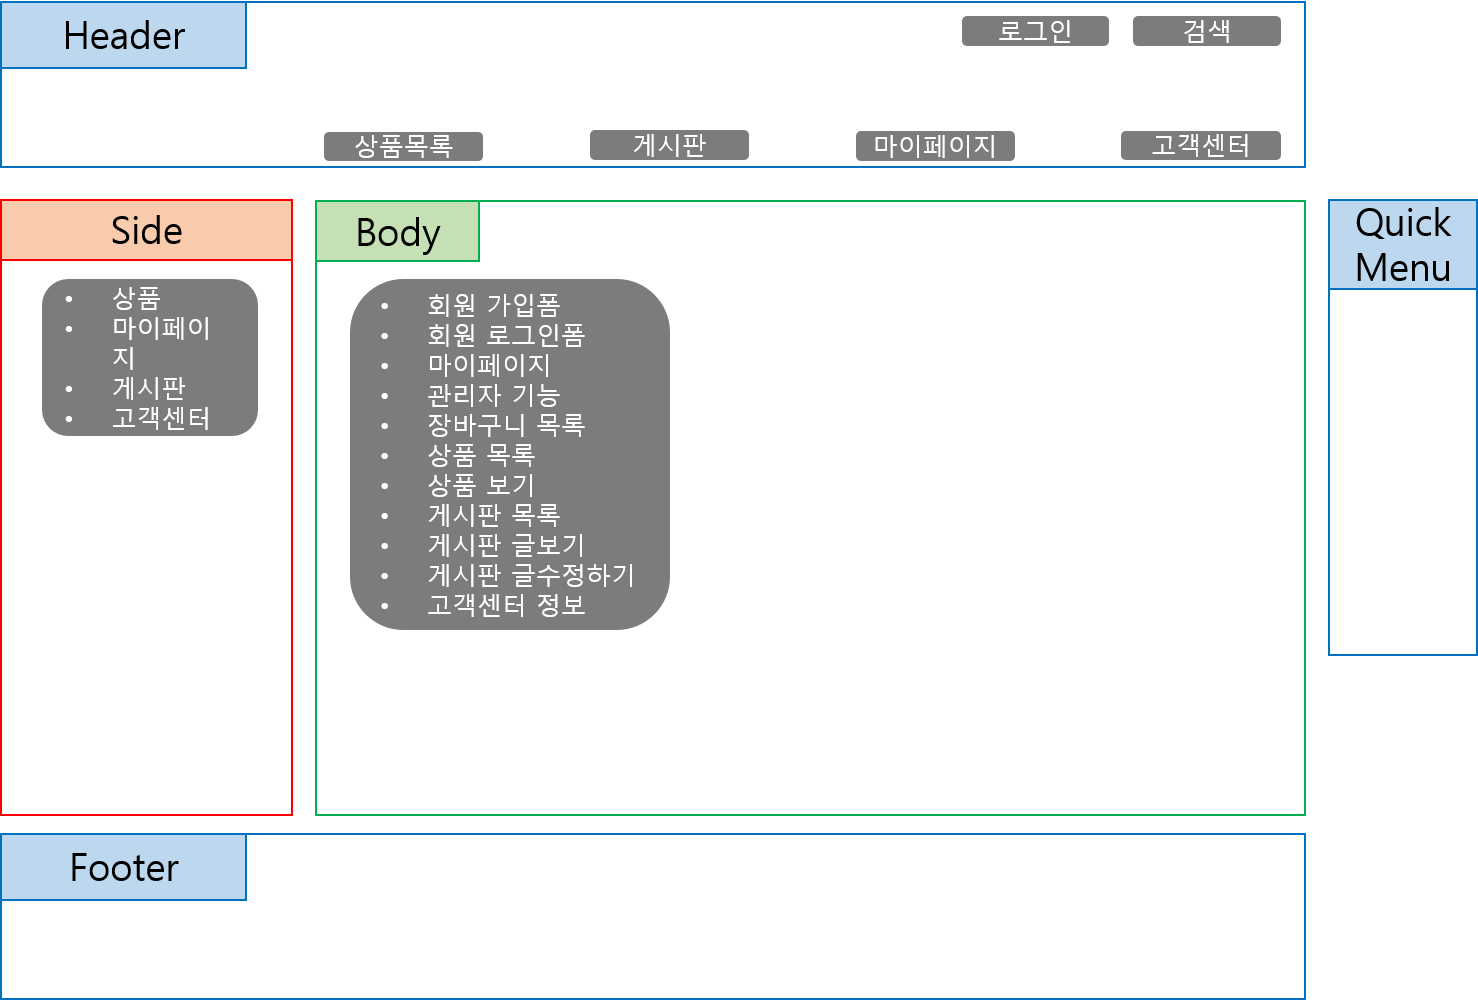 Header
로그인
검색
상품목록
게시판
마이페이지
고객센터
Side
• 상품
• 마이페이
지
• 게시판
• 고객센터
Body
• 회원 가입폼
• 회원 로그인폼
• 마이페이지
• 관리자 기능
• 장바구니 목록
• 상품 목록
• 상품 보기
• 게시판 목록
• 게시판 글보기
• 게시판 글수정하기
• 고객센터 정보
Quick
Menu
Footer